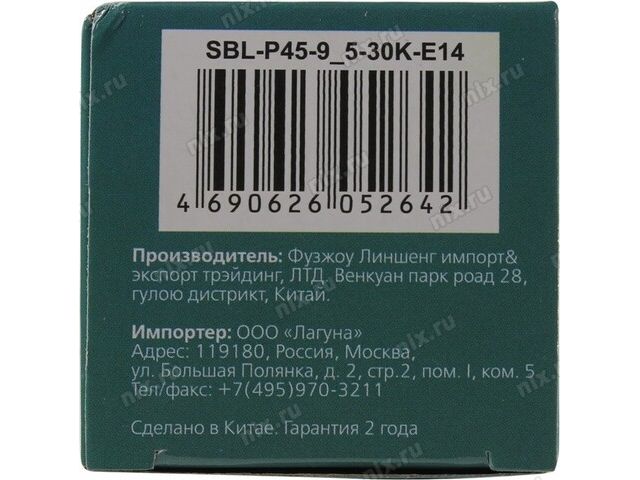 SBL-P45-9_5-30K-E14
4 690626 052642
Производитель: Фузжоу Линшенг импорт&
экспорт трэйдинг, ЛТД. Венкуан парк роад 28,
гулоу дистрикт, Китай.
Импортер: ООО «Лагуна»
Адрес: 119180, Россия, Москва,
ул. Большая Полянка, д. 2, стр.2, пом. I, ком. 5
Тел/факс: +7(495)970-3211
Сделано в Китае. Гарантия 2 года
nix.ru